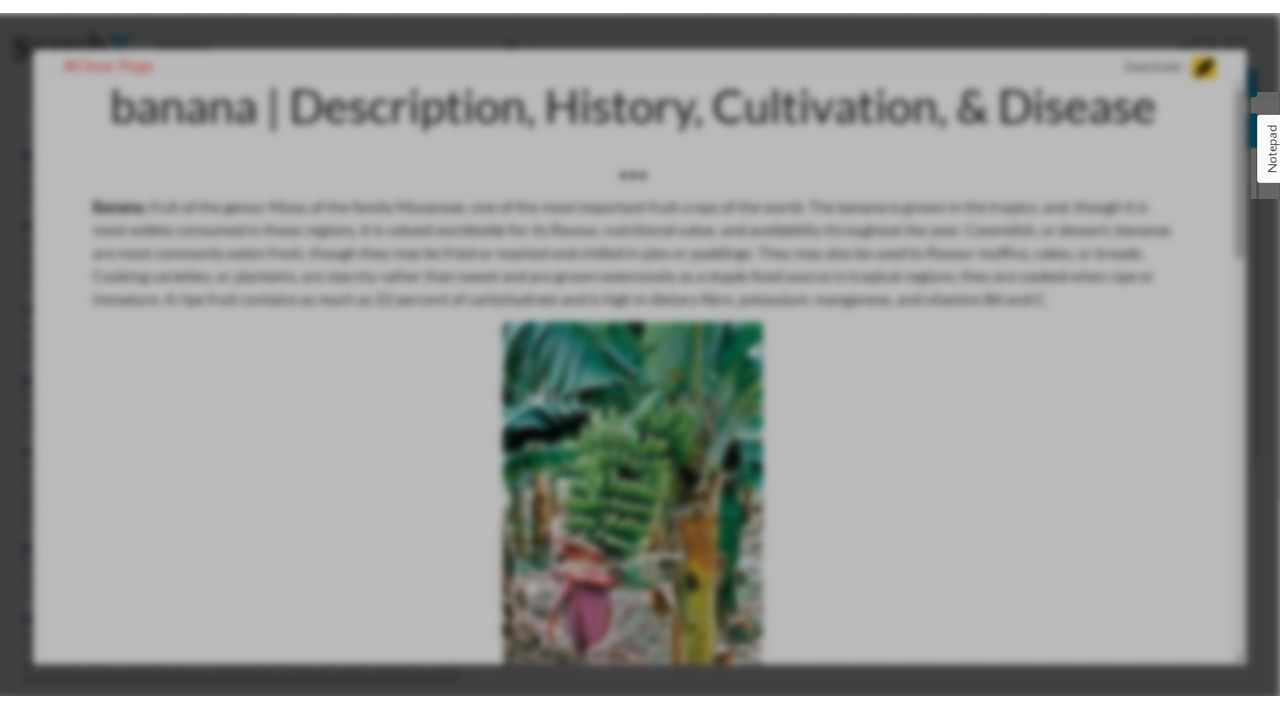 Close Page
banana | Description, History, Cultivation, & Disease
Notepad
•••
Banana, fruit of the genus Musa, of the family Musaceae, one of the most important fruit crops of the world. The banana is grown in the tropics, and, though it is
most widely consumed in those regions, it is valued worldwide for its flavour, nutritional value, and availability throughout the year. Cavendish, or dessert, bananas
are most commonly eaten fresh, though they may be fried or mashed and chilled in pies or puddings. They may also be used to flavour muffins, cakes, or breads.
Cooking varieties, or plantains, are starchy rather than sweet and are grown extensively as a staple food source in tropical regions; they are cooked when ripe or
immature. A ripe fruit contains as much as 22 percent of carbohydrate and is high in dietary fibre, potassium, manganese, and vitamins B6 and C.